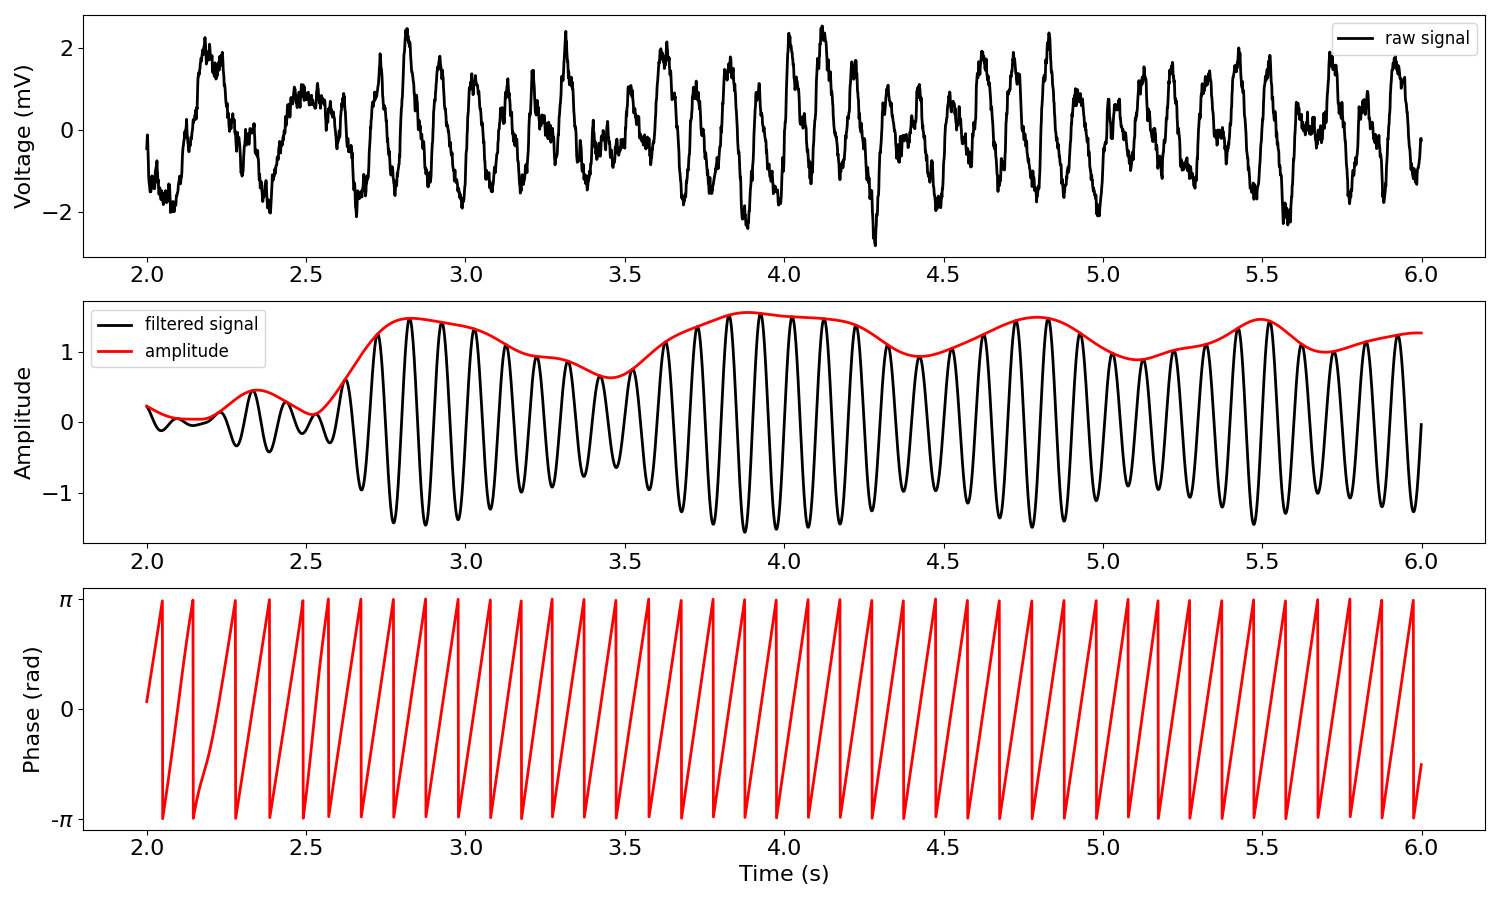 Voltage (mV)
2
0
−2
raw signal
2.0 2.5 3.0 3.5 4.0 4.5 5.0 5.5 6.0
Amplitude
1
0
−1
filtered signal
amplitude
2.0 2.5 3.0 3.5 4.0 4.5 5.0 5.5 6.0
Phase (rad)
π
0
-π
2.0 2.5 3.0 3.5 4.0 4.5 5.0 5.5 6.0
Time (s)